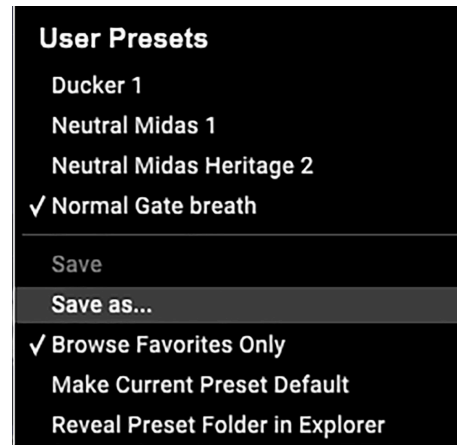 User Presets
Ducker 1
Neutral Midas 1
Neutral Midas Heritage 2
✓ Normal Gate breath
Save
Save as...
✓ Browse Favorites Only
Make Current Preset Default
Reveal Preset Folder in Explorer